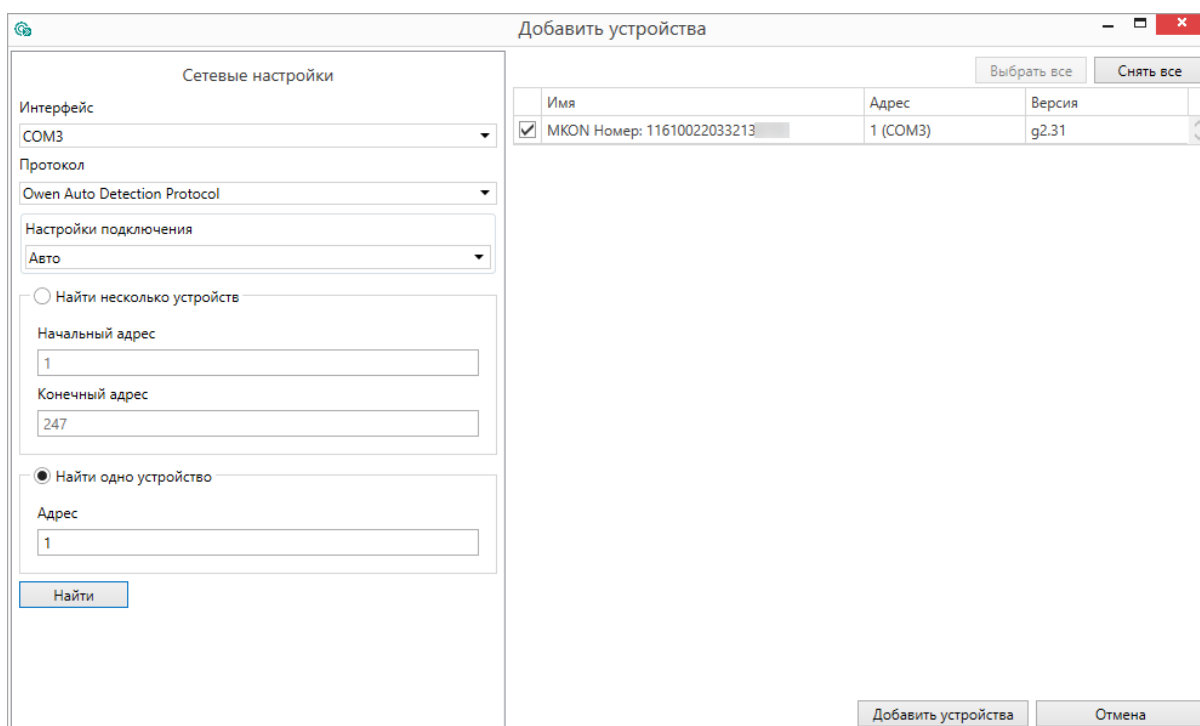 Добавить устройства
Сетевые настройки
Интерфейс
COM3
Протокол
Owen Auto Detection Protocol
Настройки подключения
Авто
Найти несколько устройств
Начальный адрес
1
Конечный адрес
247
Найти одно устройство
Адрес
1
Найти
Выбрать все Снять все
Имя Адрес Версия
MKON Номер: 11610022033213 1 (COM3) g2.31
Добавить устройства Отмена